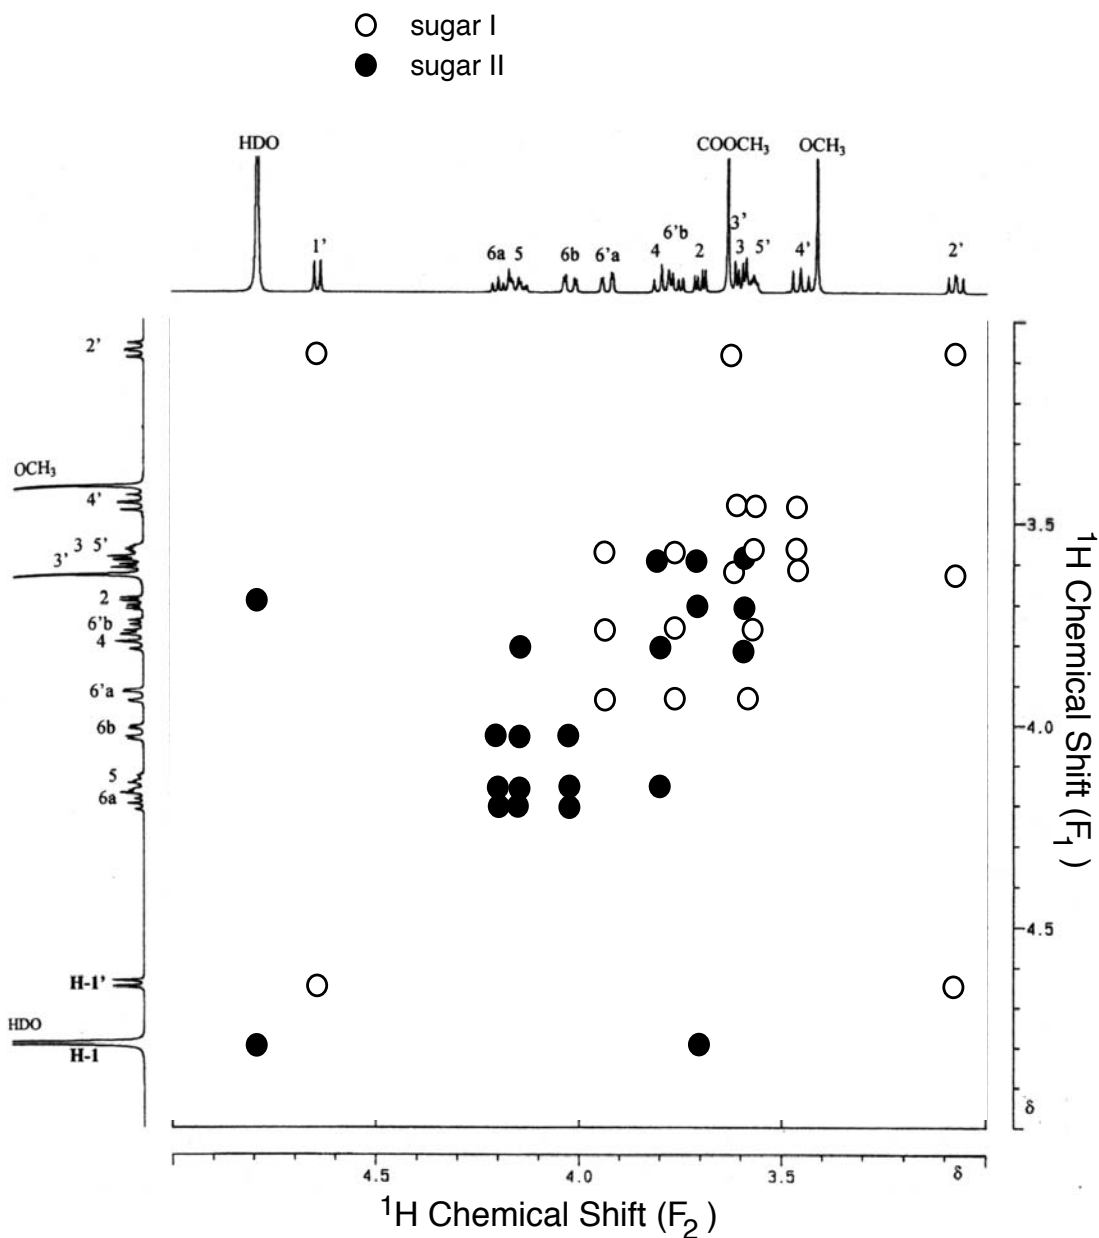 sugar I
sugar II
HDO
COOCH3
OCH3
1'
6a 5
6b
6'a
4
6'b
2
3'
3
5'
4'
2'
2'
OCH3
4'
3 5'
3'
2
6'b
4
6'a
6b
5
6a
H-1'
HDO
H-1
3.5
4.0
4.5
δ
1H Chemical Shift (F1)
4.5 4.0 3.5 δ
1H Chemical Shift (F2)